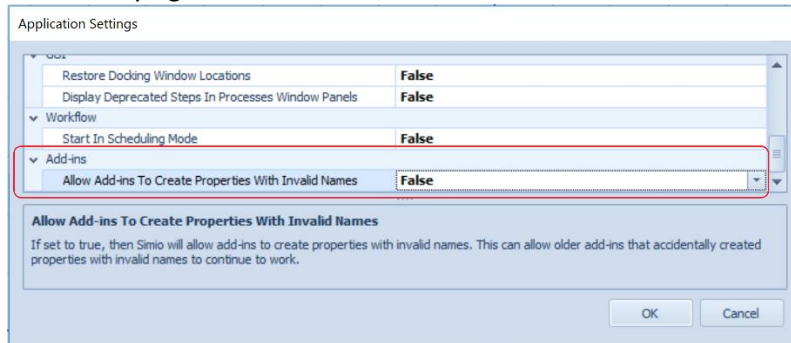 Application Settings
GUI
Restore Docking Window Locations False
Display Deprecated Steps In Processes Window Panels False
Workflow
Start In Scheduling Mode False
Add-ins
Allow Add-ins To Create Properties With Invalid Names False
Allow Add-ins To Create Properties With Invalid Names
If set to true, then Simio will allow add-ins to create properties with invalid names. This can allow older add-ins that accidentally created
properties with invalid names to continue to work.
OK Cancel